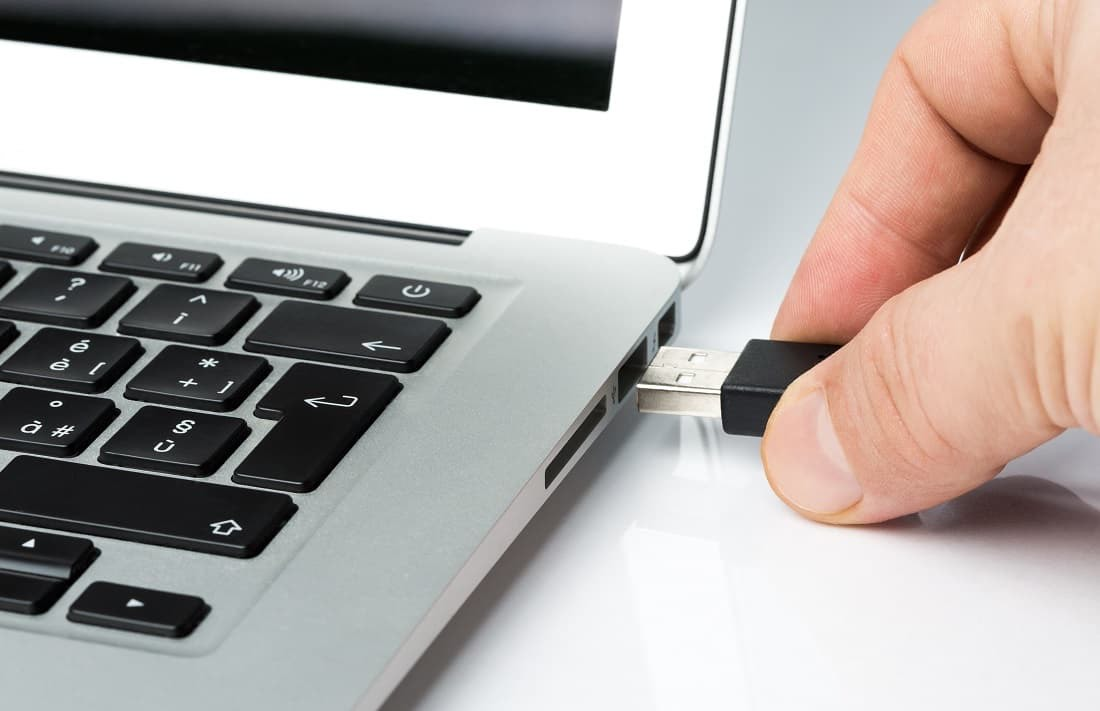 F10 F11 F12
? '
^ ì
é è [
* + ]
° à #
§ ù